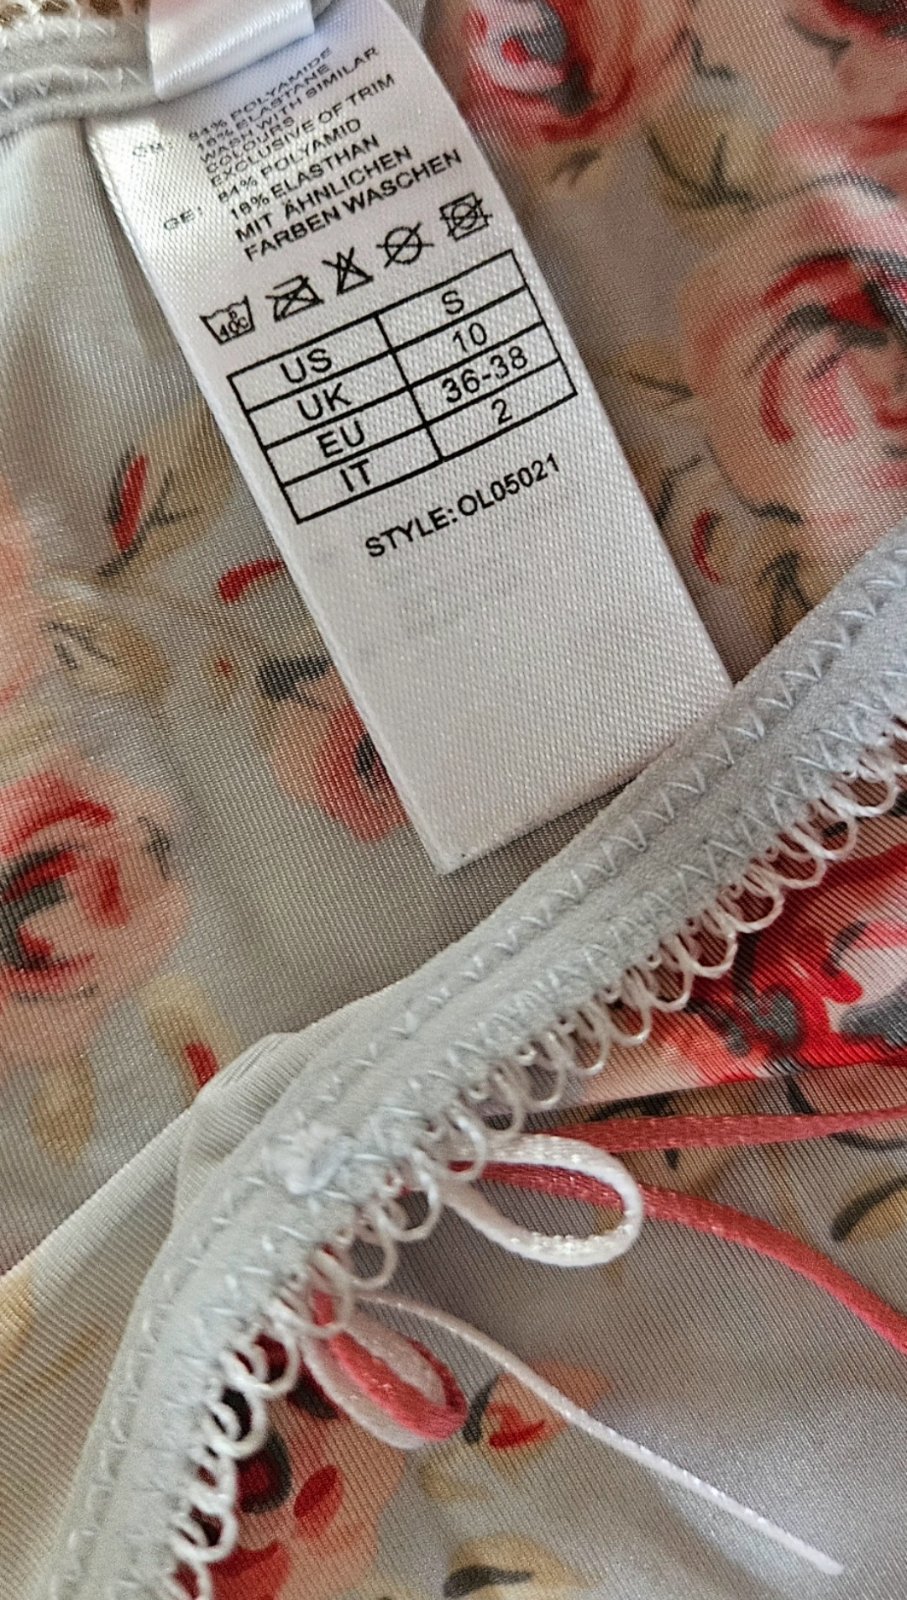 GB: 84% POLYAMIDE
16% ELASTANE
WASH WITH SIMILAR
COLOURS
EXCLUSIVE OF TRIM
GE: 84% POLYAMID
16% ELASTHAN
MIT ÄHNLICHEN
FARBEN WASCHEN
40C
US S
UK 10
EU 36-38
IT 2
STYLE: OL05021